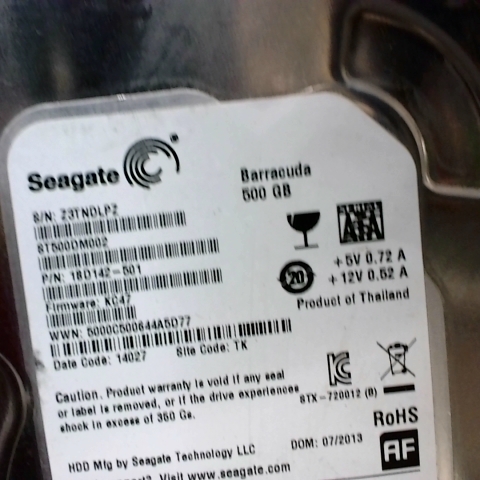 Seagate
Barracuda
500 GB
S/N: Z3TNDLPZ
ST500DM002
SATA
P/N: 1BD142-501
+5V 0.72 A
+12V 0.52 A
20
Firmware: KC47
Product of Thailand
WWN: 5000C500644A5D77
Date Code: 14027 Site Code: TK
Caution. Product warranty is void if any seal
or label is removed, or if the drive experiences
shock in excess of 350 Gs.
STX-720012 (B)
RoHS
HDD Mfg by Seagate Technology LLC
DOM: 07/2013
AF
Visit www.seagate.com